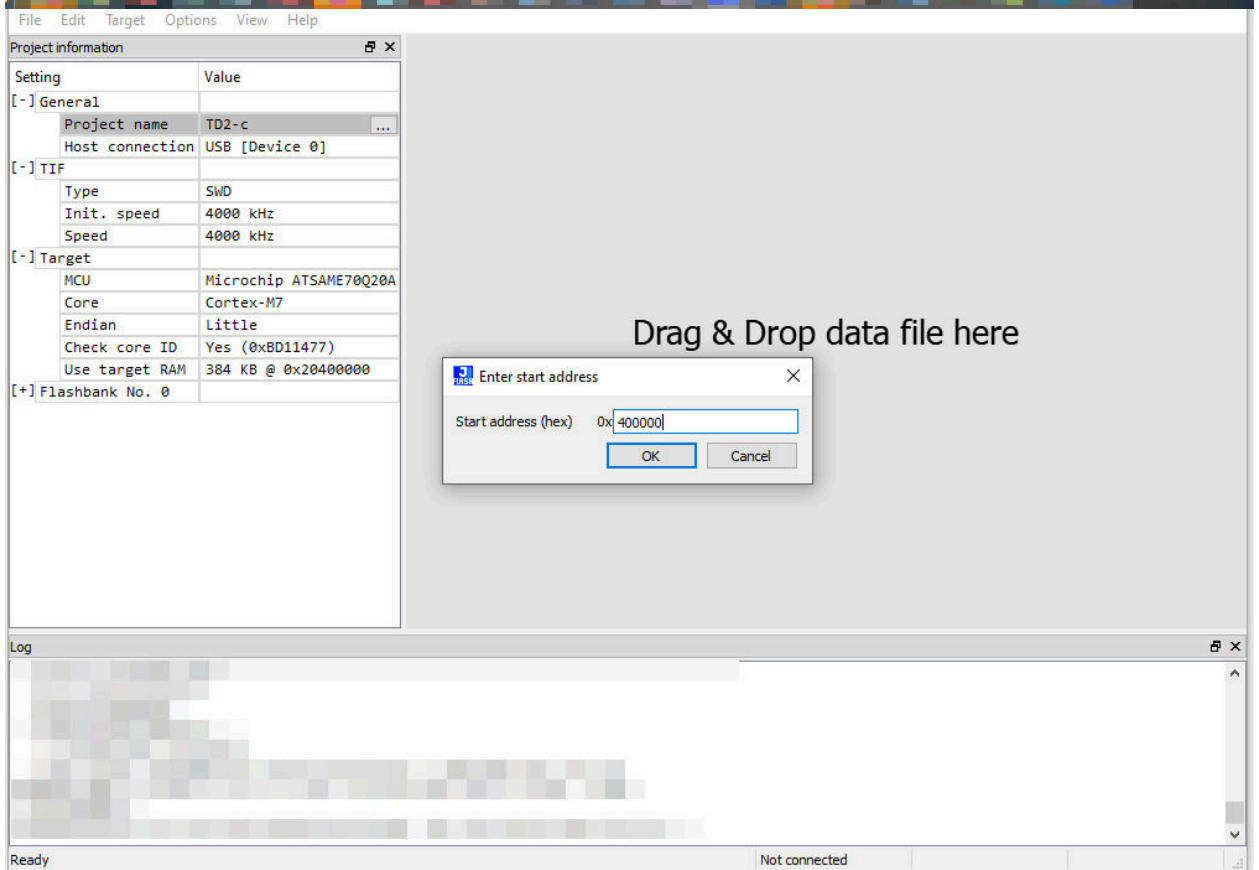 File Edit Target Options View Help
Project information
Setting Value
[-] General
Project name TD2-c ...
Host connection USB [Device 0]
[-] TIF
Type SWD
Init. speed 4000 kHz
Speed 4000 kHz
[-] Target
MCU Microchip ATSAME70Q20A
Core Cortex-M7
Endian Little
Check core ID Yes (0xBD11477)
Use target RAM 384 KB @ 0x20400000
[+] Flashbank No. 0
Drag & Drop data file here
J FLASH Enter start address
Start address (hex) 0x 400000
OK Cancel
Log
Ready Not connected